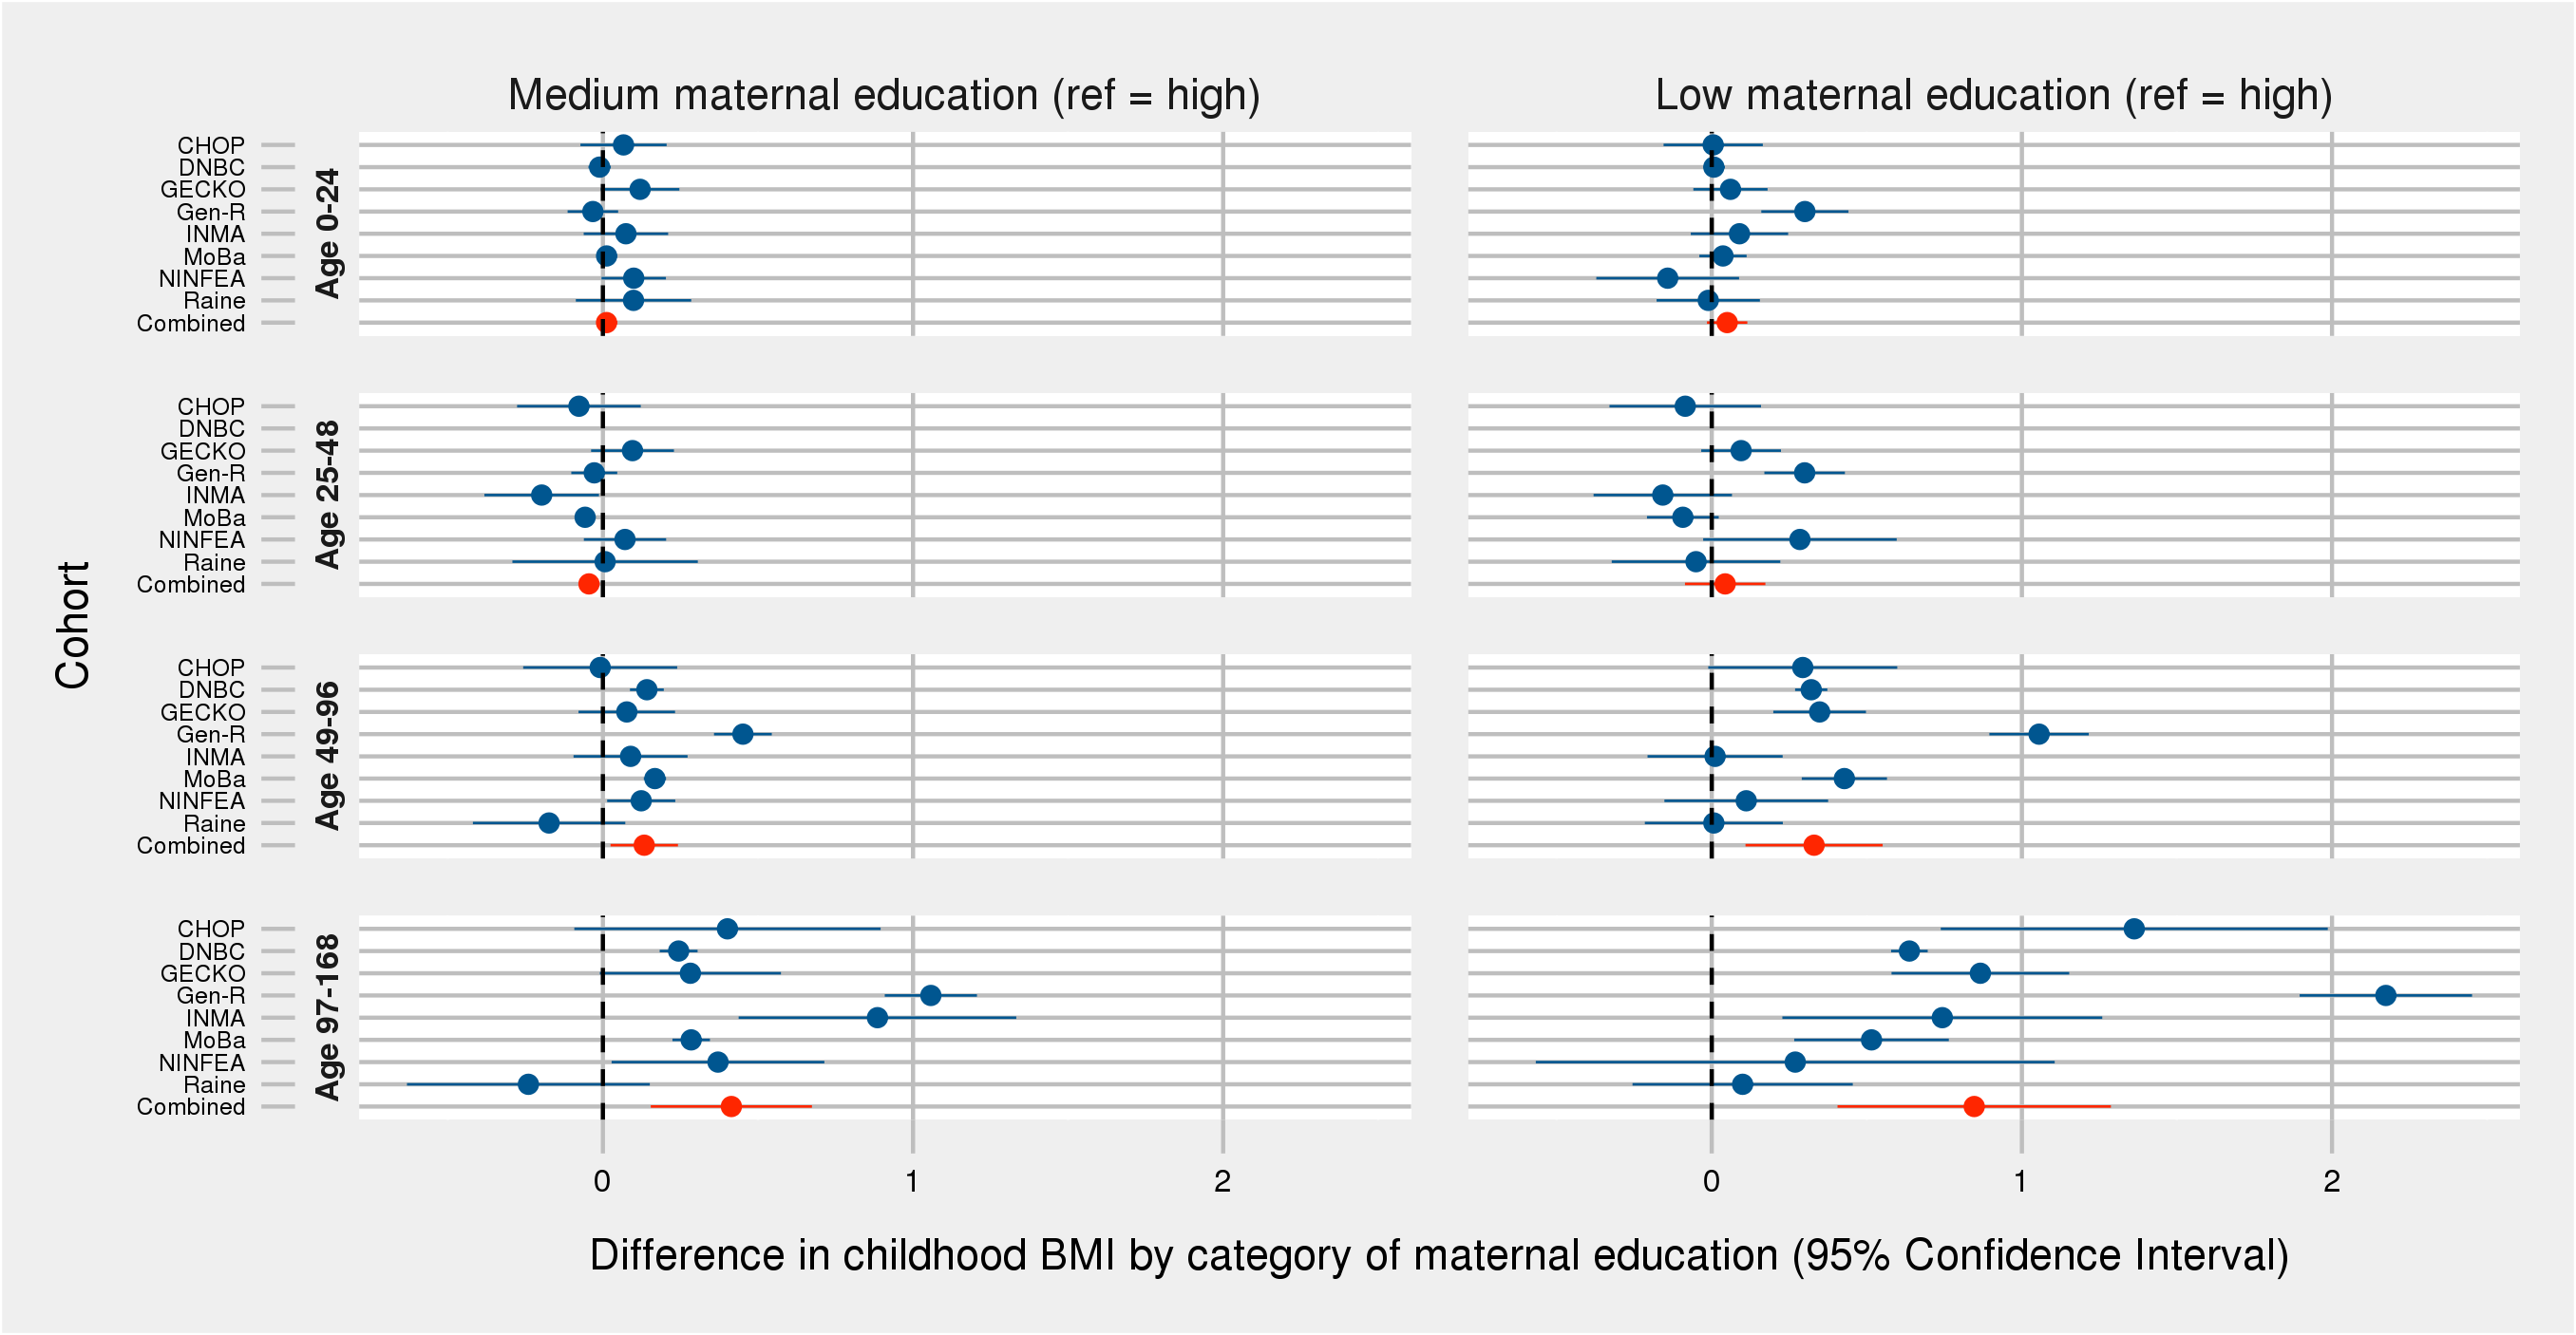 Medium maternal education (ref = high)
Low maternal education (ref = high)
Cohort
Age 0-24
CHOP
DNBC
GECKO
Gen-R
INMA
MoBa
NINFEA
Raine
Combined
Age 25-48
CHOP
DNBC
GECKO
Gen-R
INMA
MoBa
NINFEA
Raine
Combined
Age 49-96
CHOP
DNBC
GECKO
Gen-R
INMA
MoBa
NINFEA
Raine
Combined
Age 97-168
CHOP
DNBC
GECKO
Gen-R
INMA
MoBa
NINFEA
Raine
Combined
0 1 2
0 1 2
Difference in childhood BMI by category of maternal education (95% Confidence Interval)